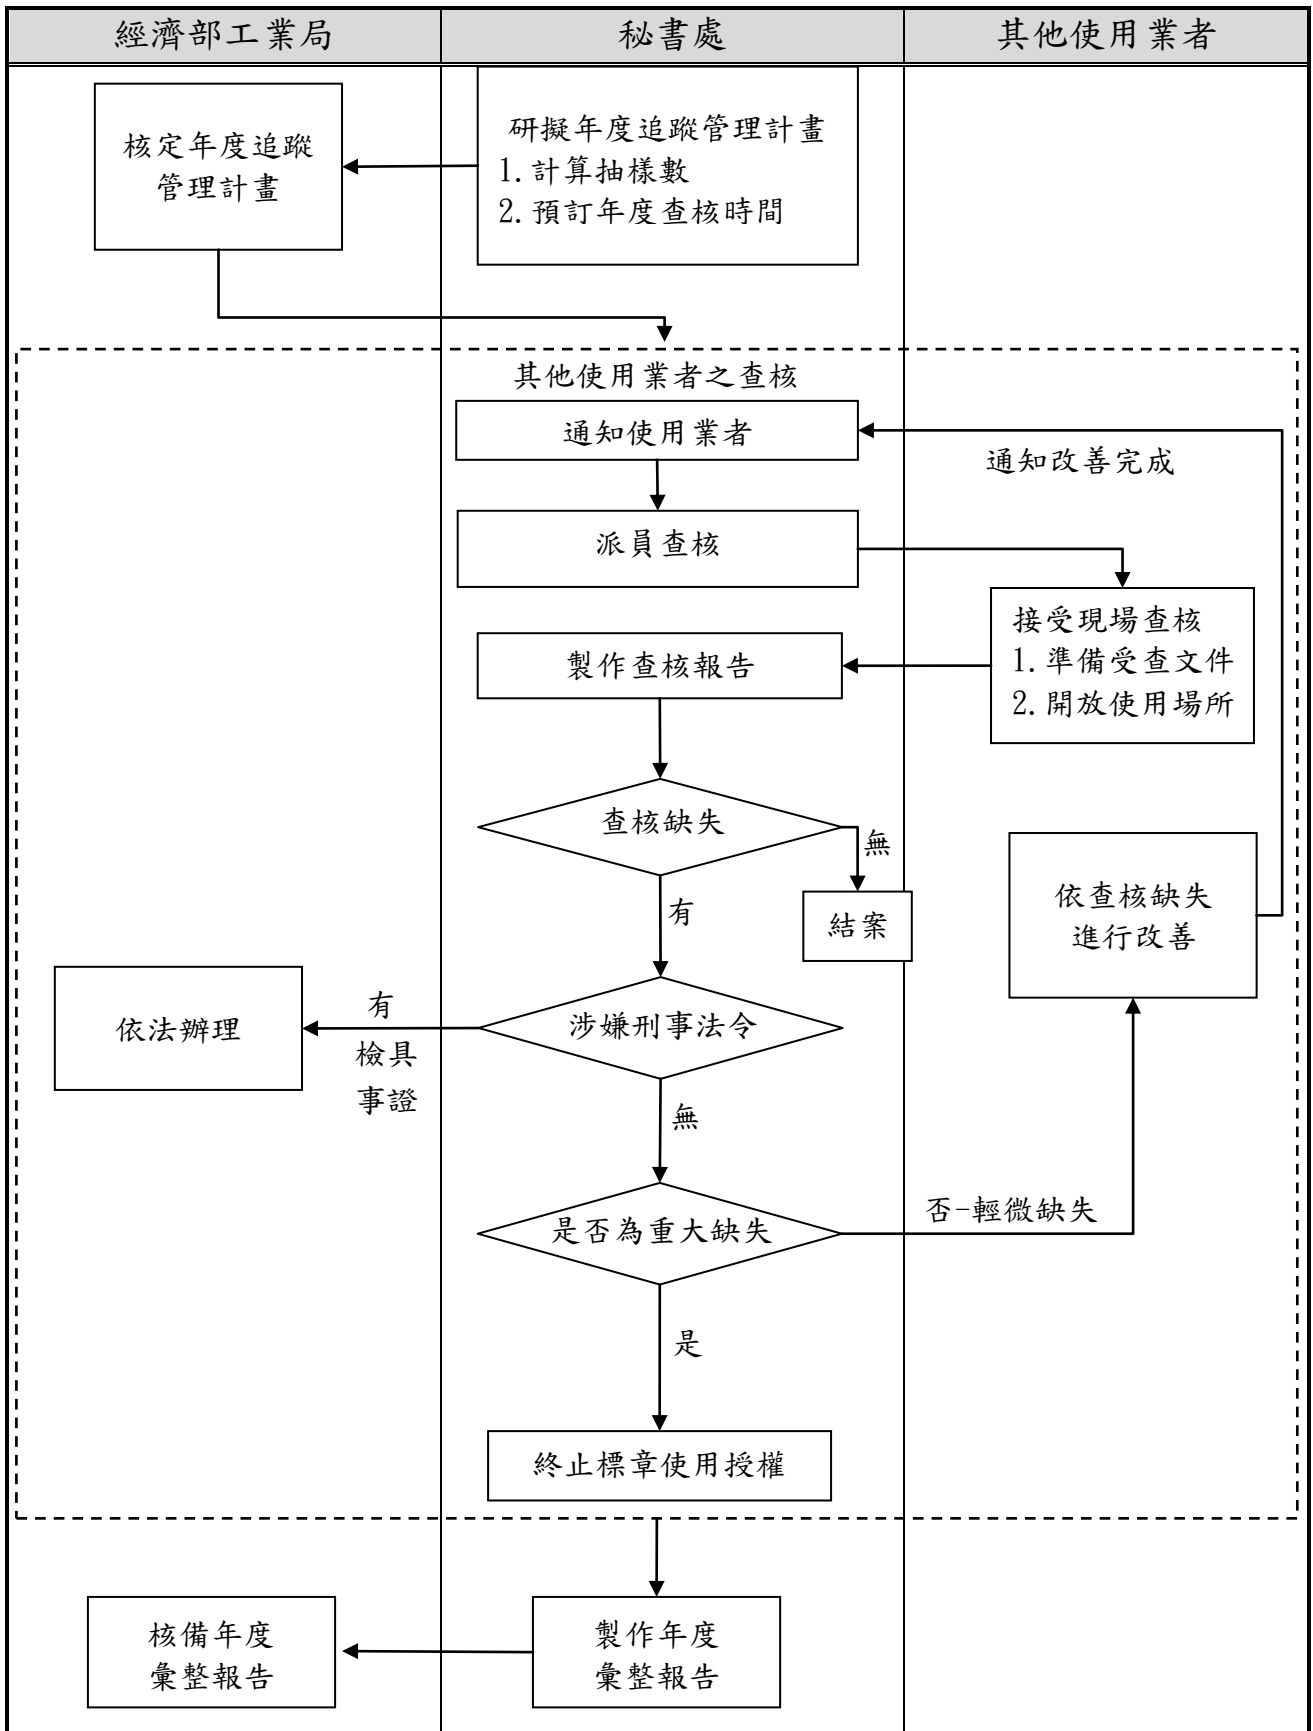 經濟部工業局
秘書處
其他使用業者
核定年度追蹤
管理計畫
研擬年度追蹤管理計畫
1.計算抽樣數
2.預訂年度查核時間
其他使用業者之查核
通知使用業者
通知改善完成
派員查核
接受現場查核
1.準備受查文件
2.開放使用場所
製作查核報告
查核缺失
無
結案
有
依查核缺失
進行改善
涉嫌刑事法令
有
檢具
事證
依法辦理
無
是否為重大缺失
否-輕微缺失
是
終止標章使用授權
製作年度
彙整報告
核備年度
彙整報告